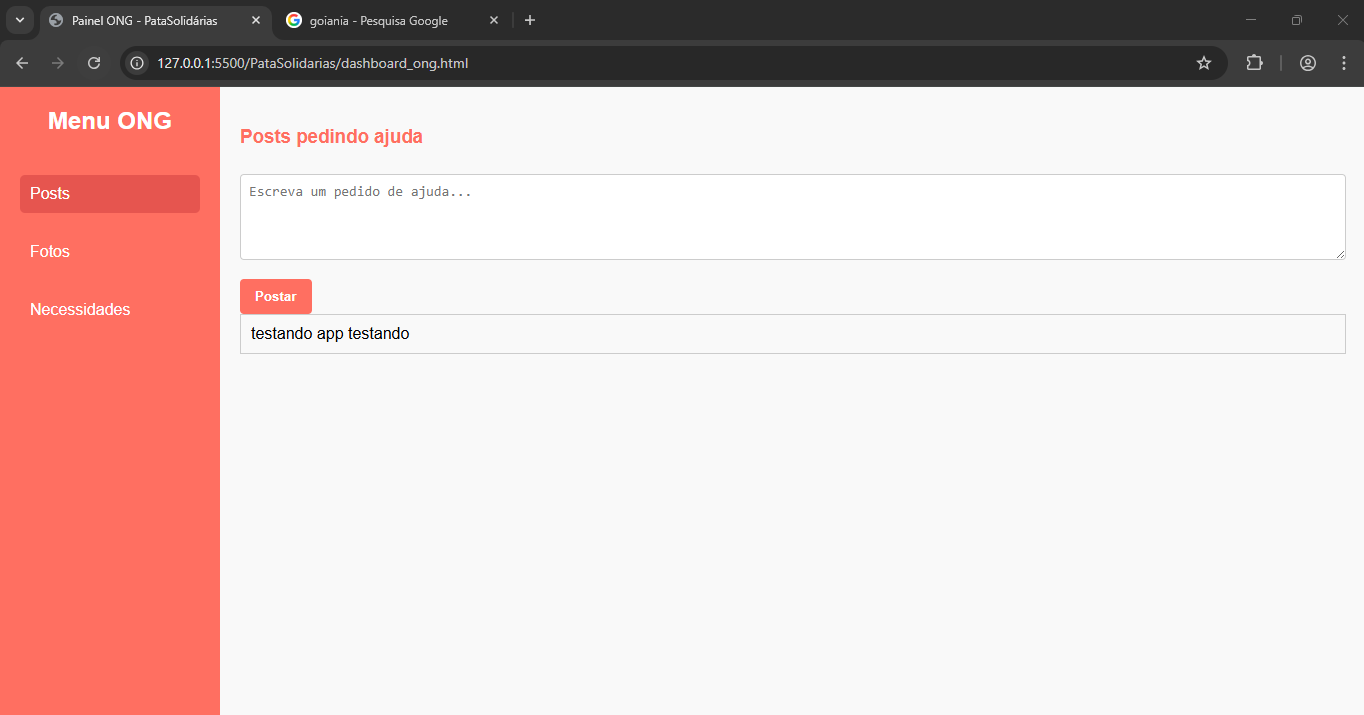 Painel ONG - PataSolidárias
goiania - Pesquisa Google
127.0.0.1:5500/PataSolidarias/dashboard_ong.html
Menu ONG
Posts
Fotos
Necessidades
Posts pedindo ajuda
Escreva um pedido de ajuda...
Postar
testando app testando